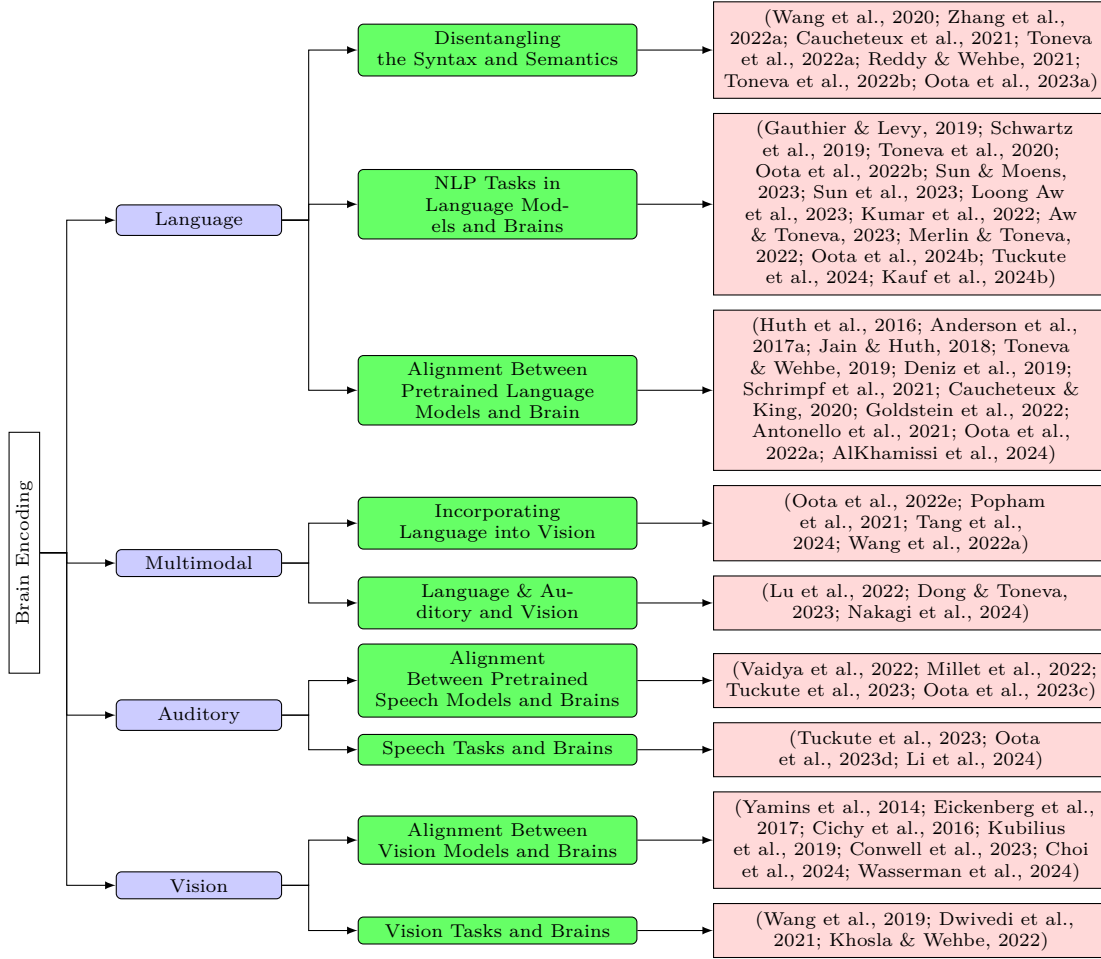 Brain Encoding
Language
Disentangling
the Syntax and Semantics
(Wang et al., 2020; Zhang et al.,
2022a; Caucheteux et al., 2021; Toneva
et al., 2022a; Reddy & Wehbe, 2021;
Toneva et al., 2022b; Oota et al., 2023a)
NLP Tasks in
Language Mod-
els and Brains
(Gauthier & Levy, 2019; Schwartz
et al., 2019; Toneva et al., 2020;
Oota et al., 2022b; Sun & Moens,
2023; Sun et al., 2023; Loong Aw
et al., 2023; Kumar et al., 2022; Aw
& Toneva, 2023; Merlin & Toneva,
2022; Oota et al., 2024b; Tuckute
et al., 2024; Kauf et al., 2024b)
Alignment Between
Pretrained Language
Models and Brain
(Huth et al., 2016; Anderson et al.,
2017a; Jain & Huth, 2018; Toneva
& Wehbe, 2019; Deniz et al., 2019;
Schrimpf et al., 2021; Caucheteux &
King, 2020; Goldstein et al., 2022;
Antonello et al., 2021; Oota et al.,
2022a; AlKhamissi et al., 2024)
Multimodal
Incorporating
Language into Vision
(Oota et al., 2022e; Popham
et al., 2021; Tang et al.,
2024; Wang et al., 2022a)
Language & Au-
ditory and Vision
(Lu et al., 2022; Dong & Toneva,
2023; Nakagi et al., 2024)
Auditory
Alignment
Between Pretrained
Speech Models and Brains
(Vaidya et al., 2022; Millet et al., 2022;
Tuckute et al., 2023; Oota et al., 2023c)
Speech Tasks and Brains
(Tuckute et al., 2023; Oota
et al., 2023d; Li et al., 2024)
Vision
Alignment Between
Vision Models and Brains
(Yamins et al., 2014; Eickenberg et al.,
2017; Cichy et al., 2016; Kubilius
et al., 2019; Conwell et al., 2023; Choi
et al., 2024; Wasserman et al., 2024)
Vision Tasks and Brains
(Wang et al., 2019; Dwivedi et al.,
2021; Khosla & Wehbe, 2022)